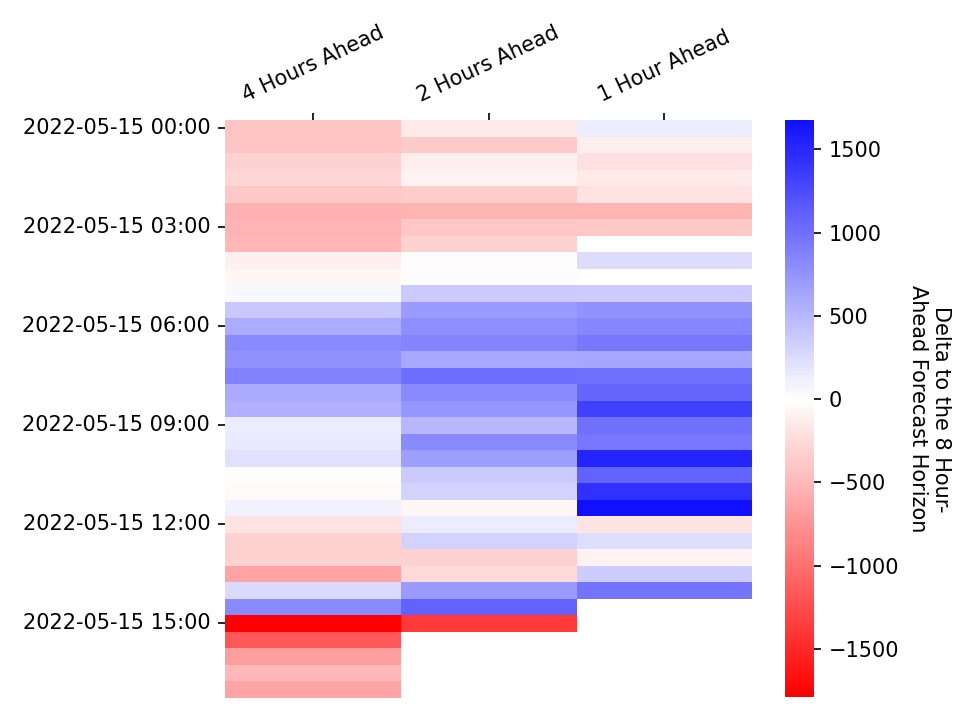 4 Hours Ahead
2 Hours Ahead
1 Hour Ahead
2022-05-15 00:00
2022-05-15 03:00
2022-05-15 06:00
2022-05-15 09:00
2022-05-15 12:00
2022-05-15 15:00
1500
1000
500
0
−500
−1000
−1500
Delta to the 8 Hour-
Ahead Forecast Horizon